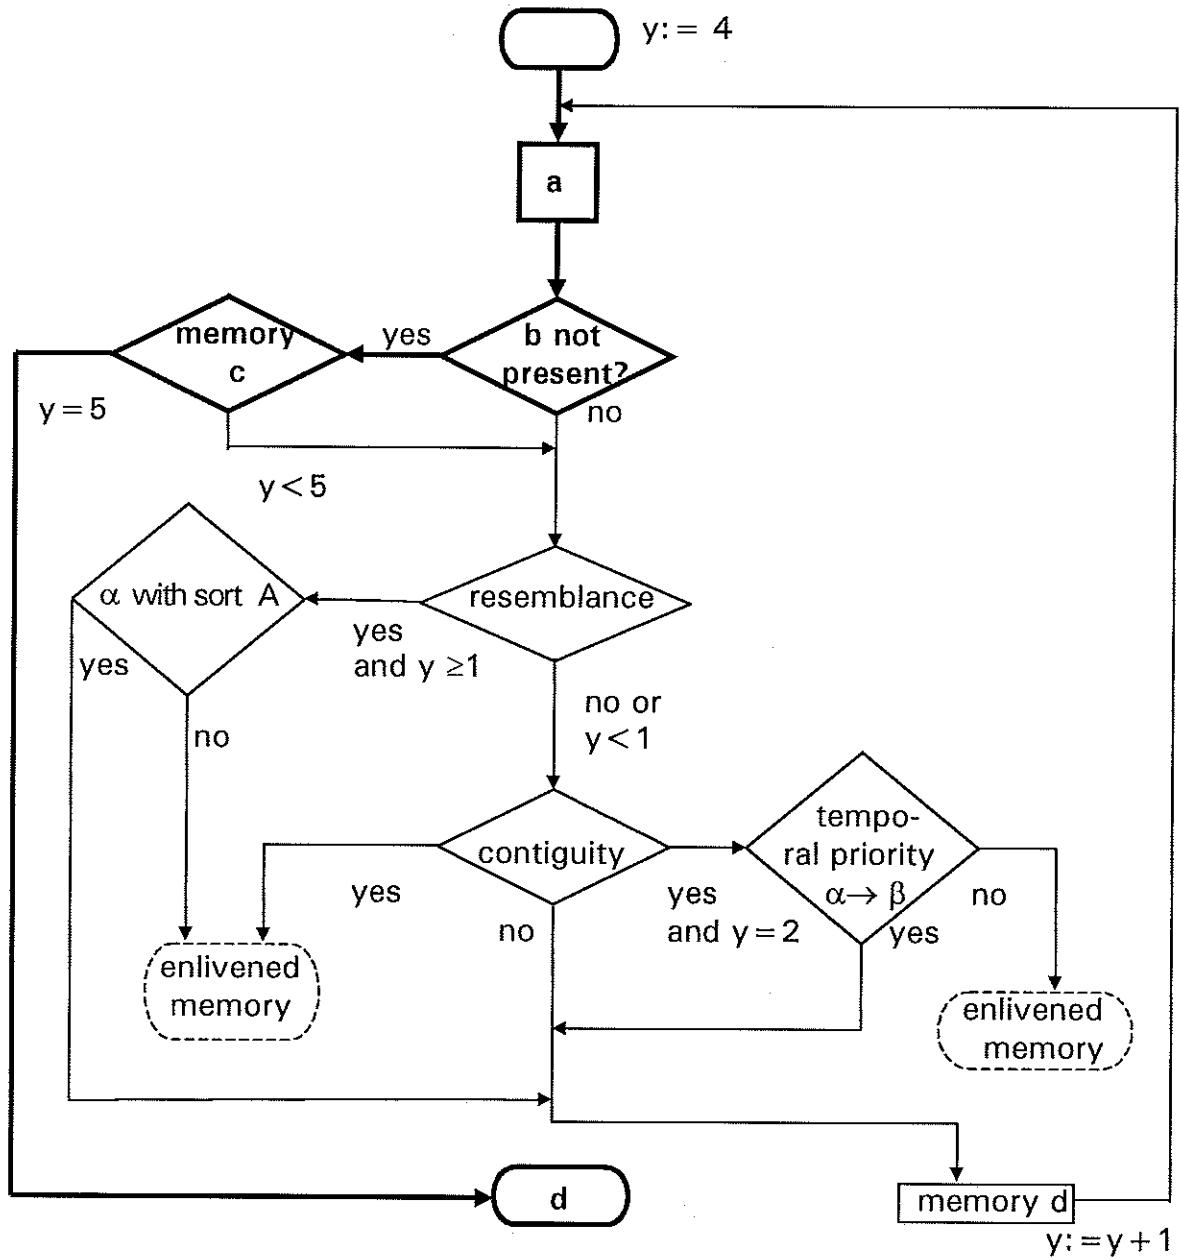 y: = 4
a
memory
c
yes
b not
present?
y = 5
no
y < 5
α with sort A
resemblance
yes
yes
and y ≥1
no
no or
y < 1
contiguity
tempo-
ral priority
α→ β
yes
yes
and y = 2
no
no
yes
enlivened
memory
enlivened
memory
d
memory d
y: = y + 1